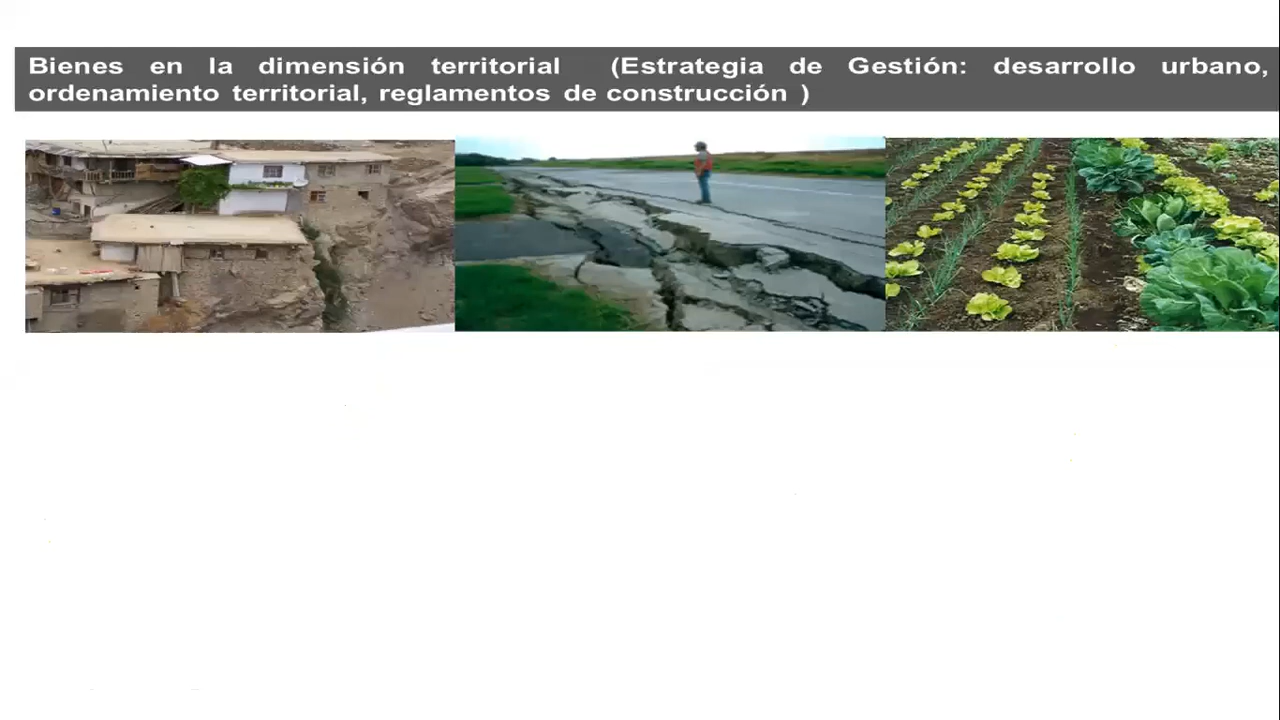 Bienes en la dimensión territorial (Estrategia de Gestión: desarrollo urbano,
ordenamiento territorial, reglamentos de construcción )